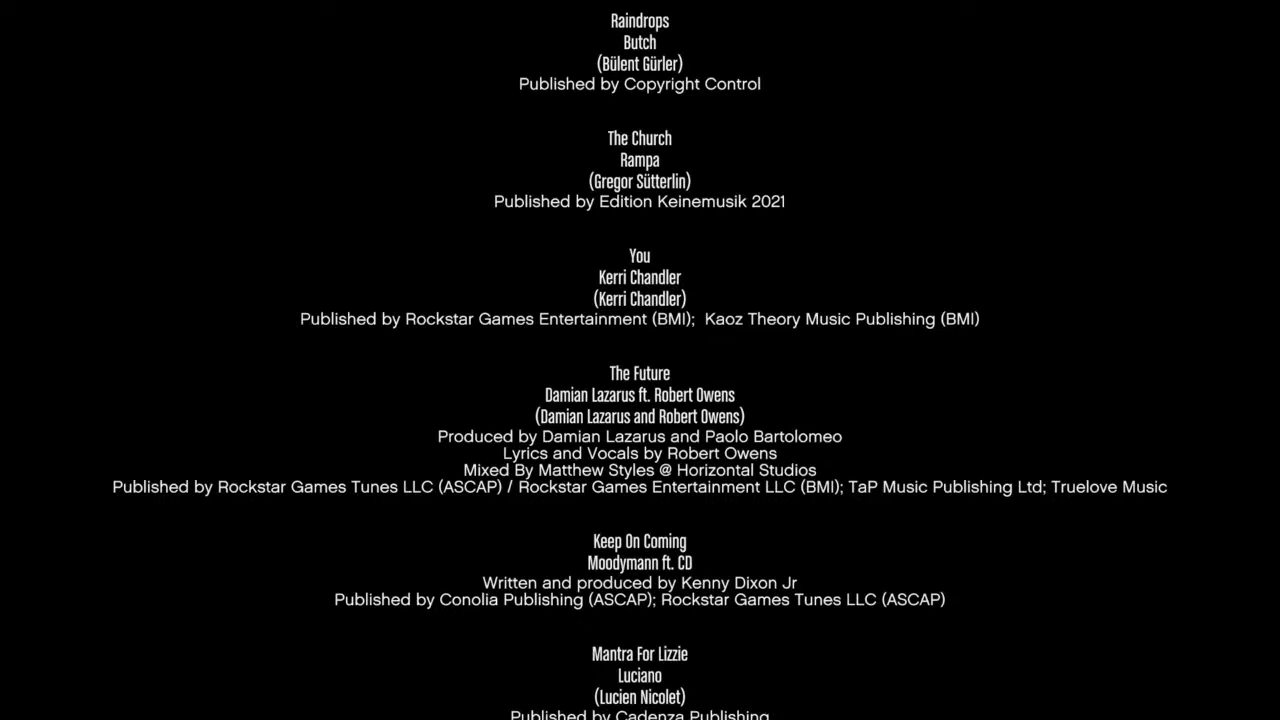 Raindrops
Butch
(Bülent Gürler)
Published by Copyright Control
The Church
Rampa
(Gregor Sütterlin)
Published by Edition Keinemusik 2021
You
Kerri Chandler
(Kerri Chandler)
Published by Rockstar Games Entertainment (BMI);  Kaoz Theory Music Publishing (BMI)
The Future
Damian Lazarus ft. Robert Owens
(Damian Lazarus and Robert Owens)
Produced by Damian Lazarus and Paolo Bartolomeo
Lyrics and Vocals by Robert Owens
Mixed By Matthew Styles @ Horizontal Studios
Published by Rockstar Games Tunes LLC (ASCAP) / Rockstar Games Entertainment LLC (BMI); TaP Music Publishing Ltd; Truelove Music
Keep On Coming
Moodymann ft. CD
Written and produced by Kenny Dixon Jr
Published by Conolia Publishing (ASCAP); Rockstar Games Tunes LLC (ASCAP)
Mantra For Lizzie
Luciano
(Lucien Nicolet)
Published by Cadenza Publishing